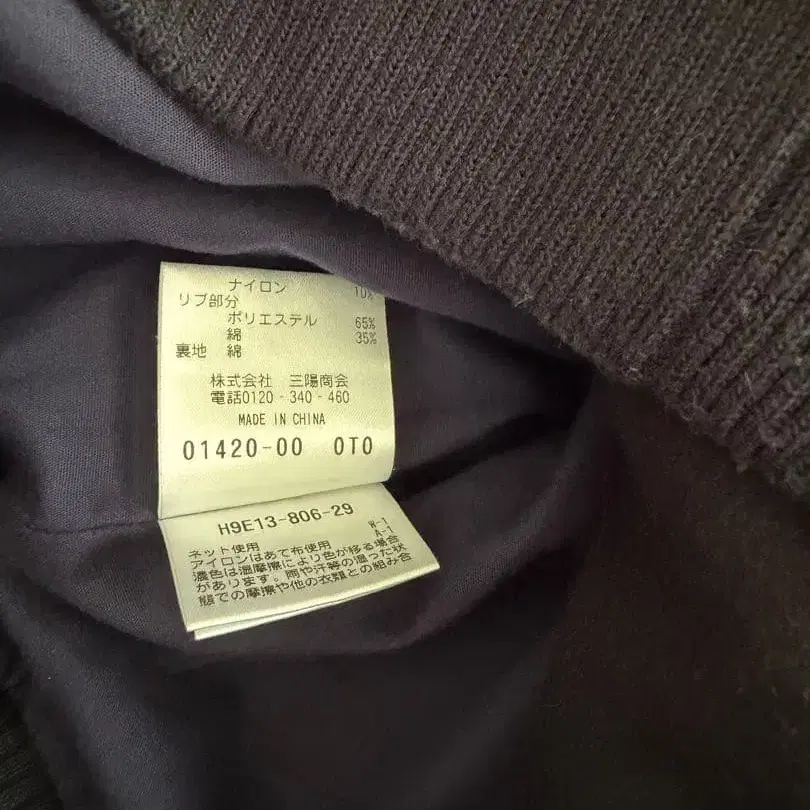 ナイロン 10%
リブ部分
ポリエステル 65%
綿 35%
裏地 綿
株式会社 三陽商会
電話0120-340-460
MADE IN CHINA
01420-00 0T0
H9E13-806-29
A-1
ネット使用
アイロンはあて布使用
濃色は湿摩擦により色が移る場合
があります。雨や汗等の湿った状
態での摩擦や他の衣類との組み合